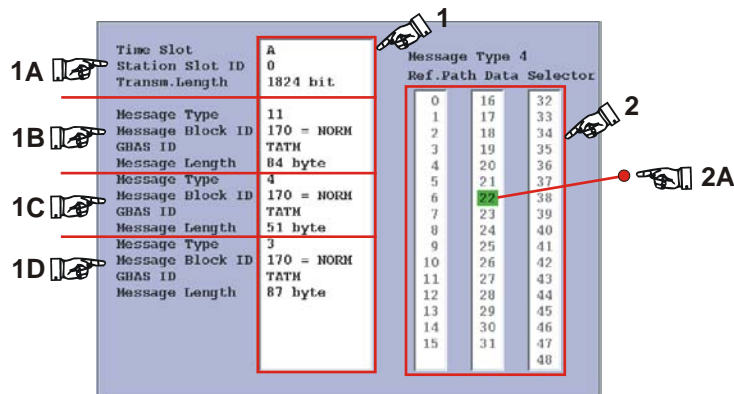 1
Time Slot A
Station Slot ID 0
Transm.Length 1824 bit
1A
Message Type 11
Message Block ID 170 = NORM
GBAS ID TATM
Message Length 84 byte
1B
Message Type 4
Message Block ID 170 = NORM
GBAS ID TATM
Message Length 51 byte
1C
Message Type 3
Message Block ID 170 = NORM
GBAS ID TATM
Message Length 87 byte
1D
Message Type 4
Ref.Path Data Selector
0 16 32
1 17 33
2 18 34
3 19 35
4 20 36
5 21 37
6 22 38
7 23 39
8 24 40
9 25 41
10 26 42
11 27 43
12 28 44
13 29 45
14 30 46
15 31 47
48
2
2A